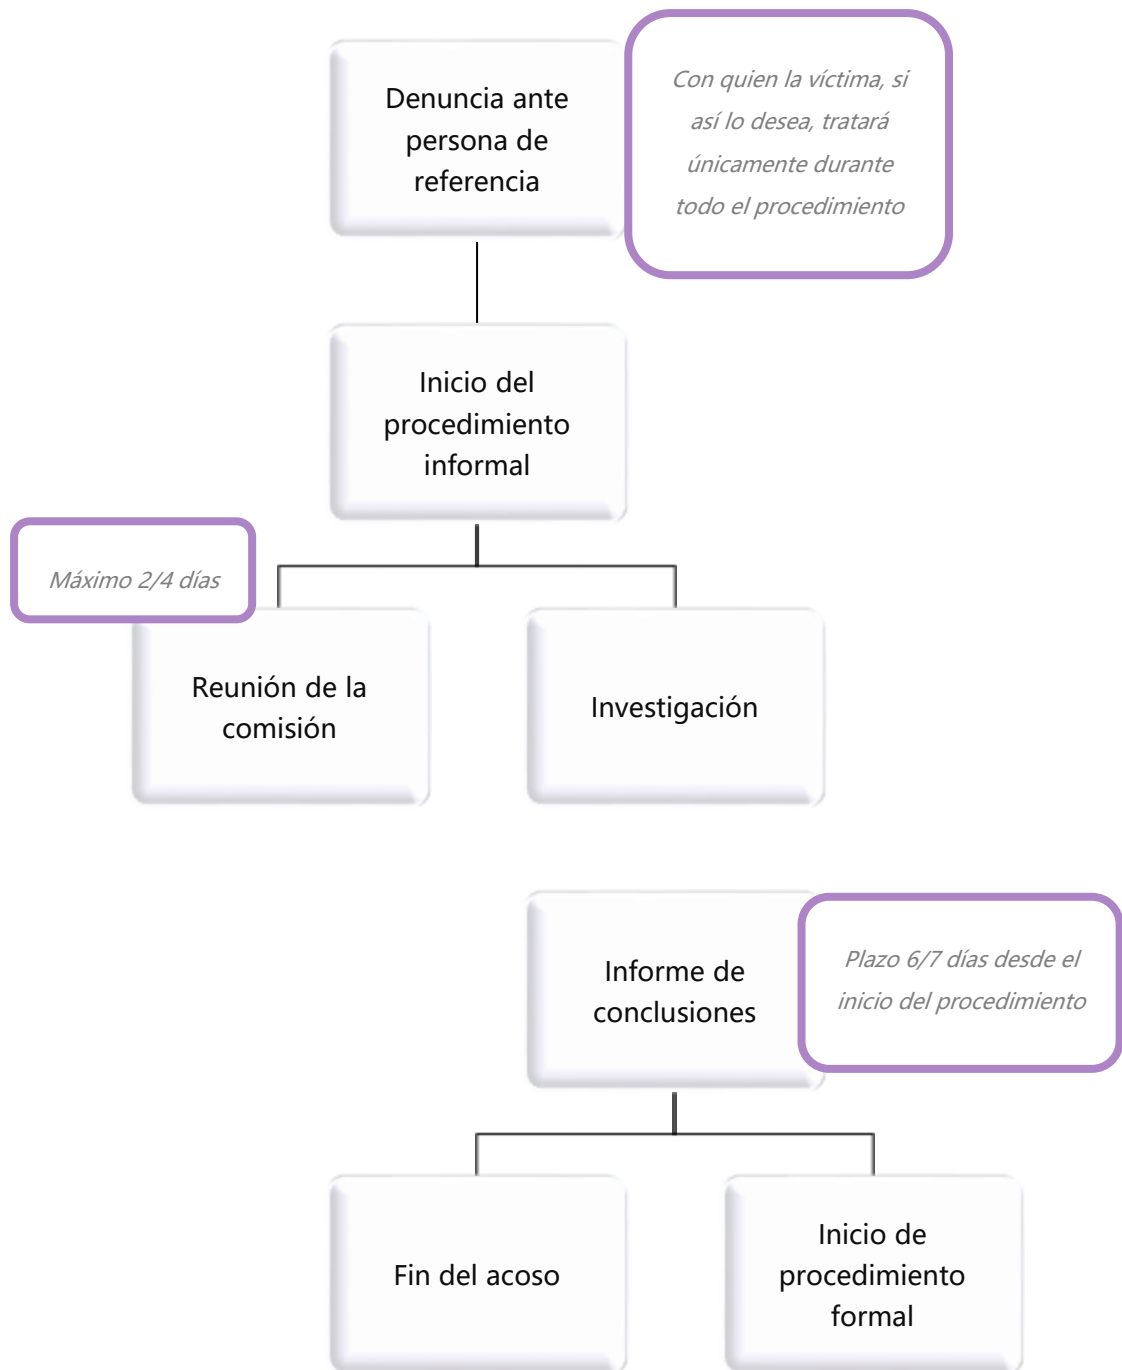 Denuncia ante
persona de
referencia
Con quien la víctima, si
así lo desea, tratará
únicamente durante
todo el procedimiento
Inicio del
procedimiento
informal
Máximo 2/4 días
Reunión de la
comisión
Investigación
Informe de
conclusiones
Plazo 6/7 días desde el
inicio del procedimiento
Fin del acoso
Inicio de
procedimiento
formal